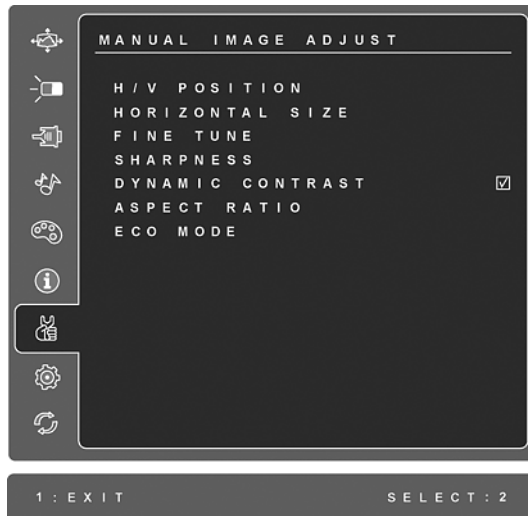 MANUAL IMAGE ADJUST
H/V POSITION
HORIZONTAL SIZE
FINE TUNE
SHARPNESS
DYNAMIC CONTRAST
ASPECT RATIO
ECO MODE
1:EXIT SELECT:2